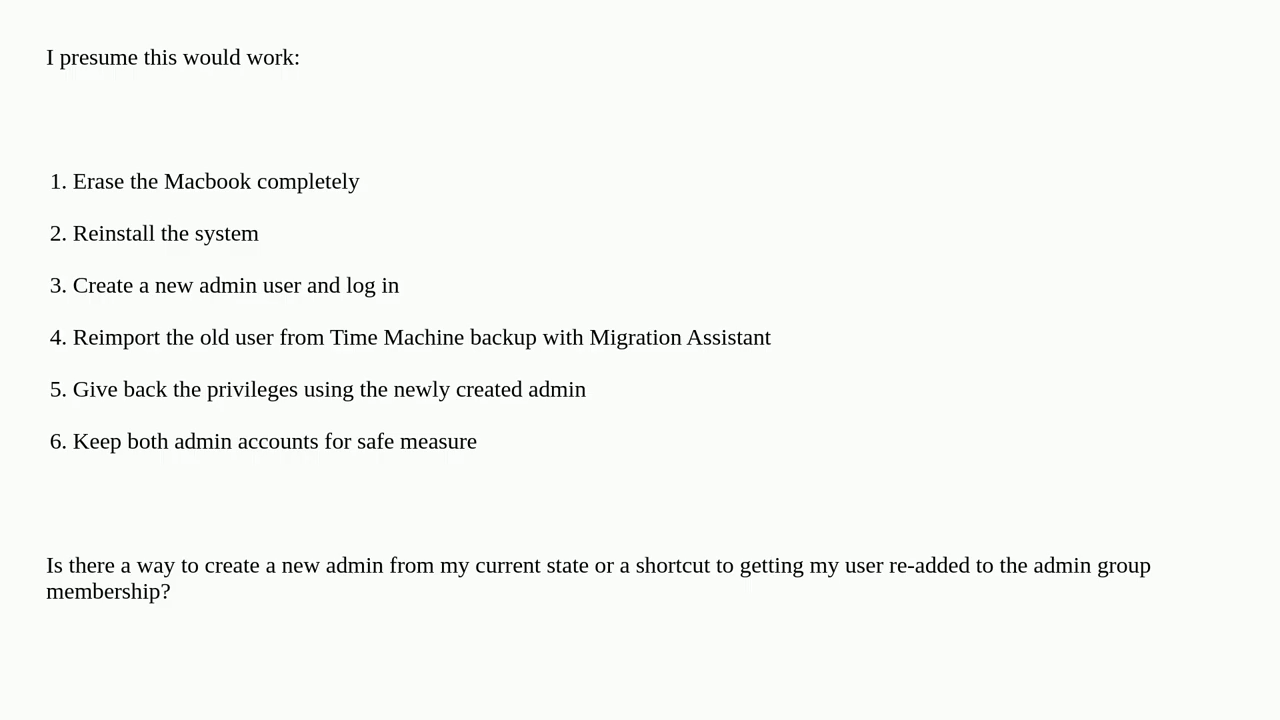 I presume this would work:
1. Erase the Macbook completely
2. Reinstall the system
3. Create a new admin user and log in
4. Reimport the old user from Time Machine backup with Migration Assistant
5. Give back the privileges using the newly created admin
6. Keep both admin accounts for safe measure
Is there a way to create a new admin from my current state or a shortcut to getting my user re-added to the admin group
membership?